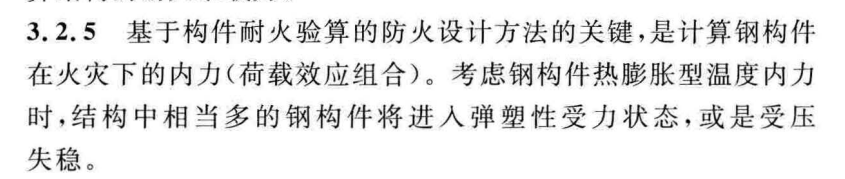 3.2.5 基于构件耐火验算的防火设计方法的关键,是计算钢构件
在火灾下的内力(荷载效应组合)。考虑钢构件热膨胀型温度内力
时,结构中相当多的钢构件将进入弹塑性受力状态,或是受压
失稳。